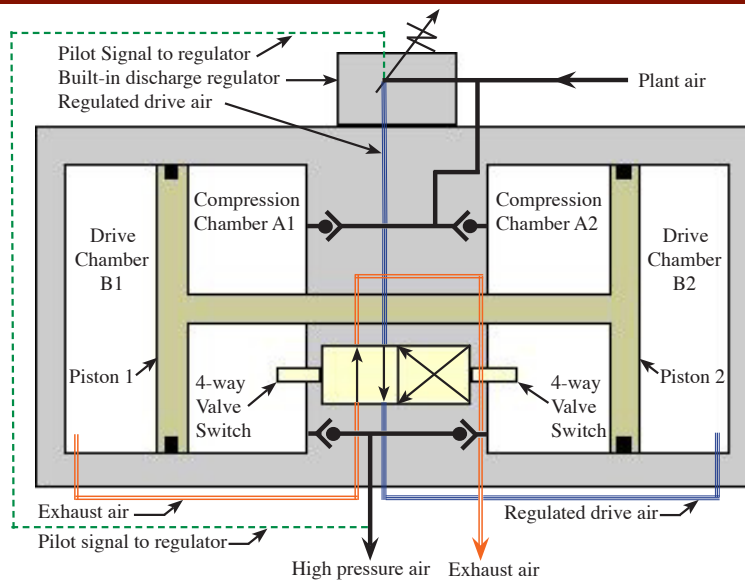 Pilot Signal to regulator
Built-in discharge regulator
Regulated drive air
Plant air
Compression
Chamber A1
Compression
Chamber A2
Drive
Chamber
B1
Drive
Chamber
B2
Piston 1
4-way
Valve
Switch
4-way
Valve
Switch
Piston 2
Exhaust air
Regulated drive air
Pilot signal to regulator
High pressure air
Exhaust air